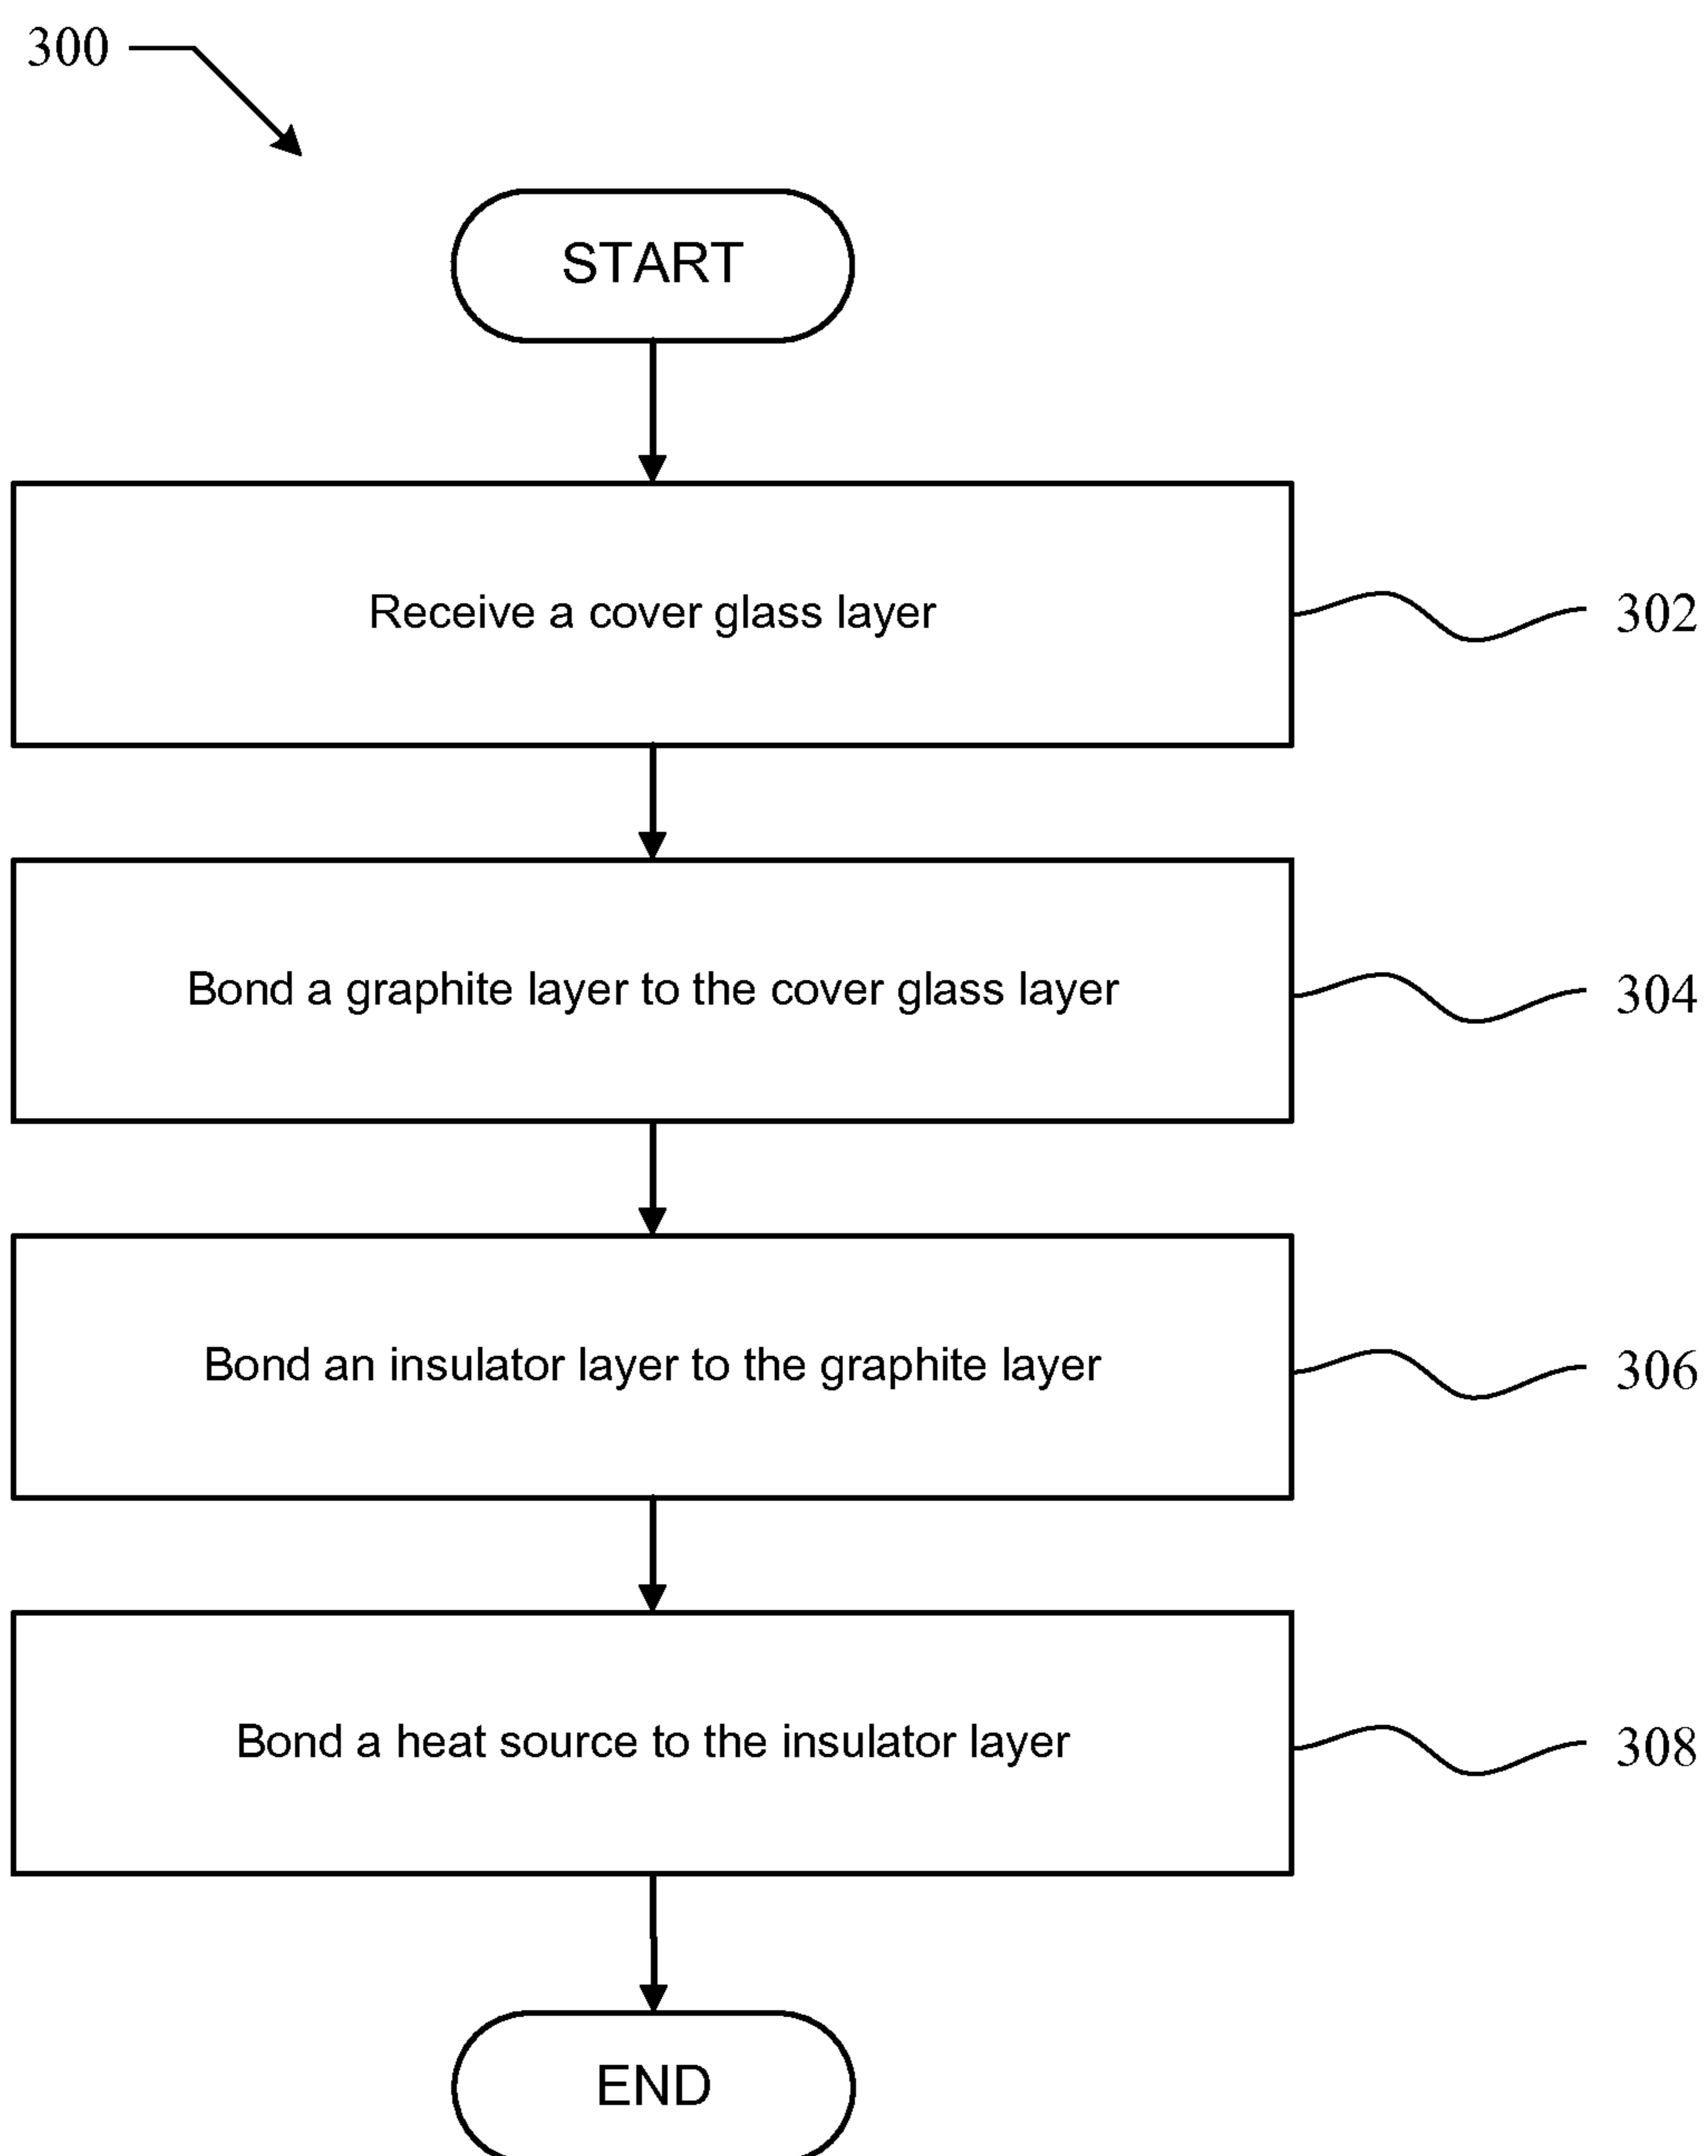 300
START
Receive a cover glass layer
302
Bond a graphite layer to the cover glass layer
304
Bond an insulator layer to the graphite layer
306
Bond a heat source to the insulator layer
308
END